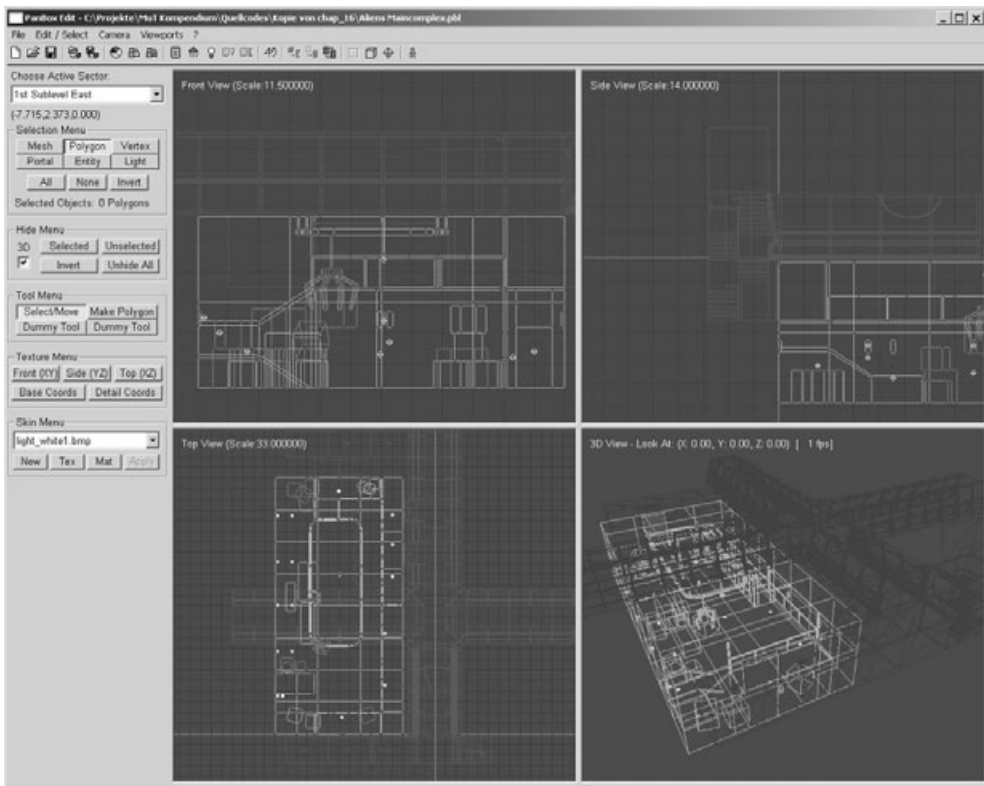 PanBox Edit - C:\Projekte\MuT Kompendium\Quellcodes\Kopie von chap_16\Aliens Maincomplex.pbl
File Edit / Select Camera Viewports ?
Choose Active Sector:
1st Sublevel East
(-7.715,2.373,0.000)
Selection Menu
Mesh Polygon Vertex
Portal Entity Light
All None Invert
Selected Objects: 0 Polygons
Hide Menu
3D Selected Unselected
Invert Unhide All
Tool Menu
Select/Move Make Polygon
Dummy Tool Dummy Tool
Texture Menu
Front (XY) Side (YZ) Top (XZ)
Base Coords Detail Coords
Skin Menu
light_white1.bmp
New Tex Mat Apply
Front View (Scale:11.500000)
Side View (Scale:14.000000)
Top View (Scale:33.000000)
3D View - Look At: (X: 0.00, Y: 0.00, Z: 0.00) [ 1 fps]